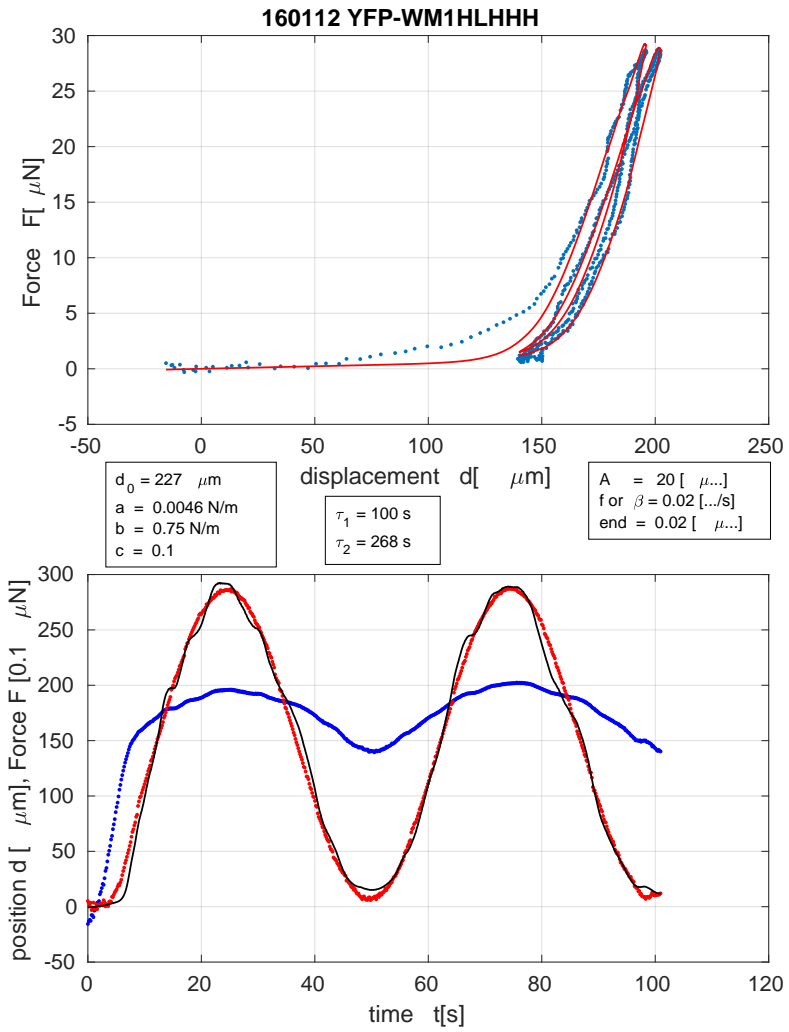 160112 YFP-WM1HLHHH
30
25
20
15
10
5
0
-5
Force F[ μN]
-50 0 50 100 150 200 250
displacement d[ μm]
d0 = 227 μm
a = 0.0046 N/m
b = 0.75 N/m
c = 0.1
τ1 = 100 s
τ2 = 268 s
A = 20 [ μ...]
f or β = 0.02 [.../s]
end = 0.02 [ μ...]
300
250
200
150
100
50
0
-50
position d [ μm], Force F [0.1 μN]
0 20 40 60 80 100 120
time t[s]